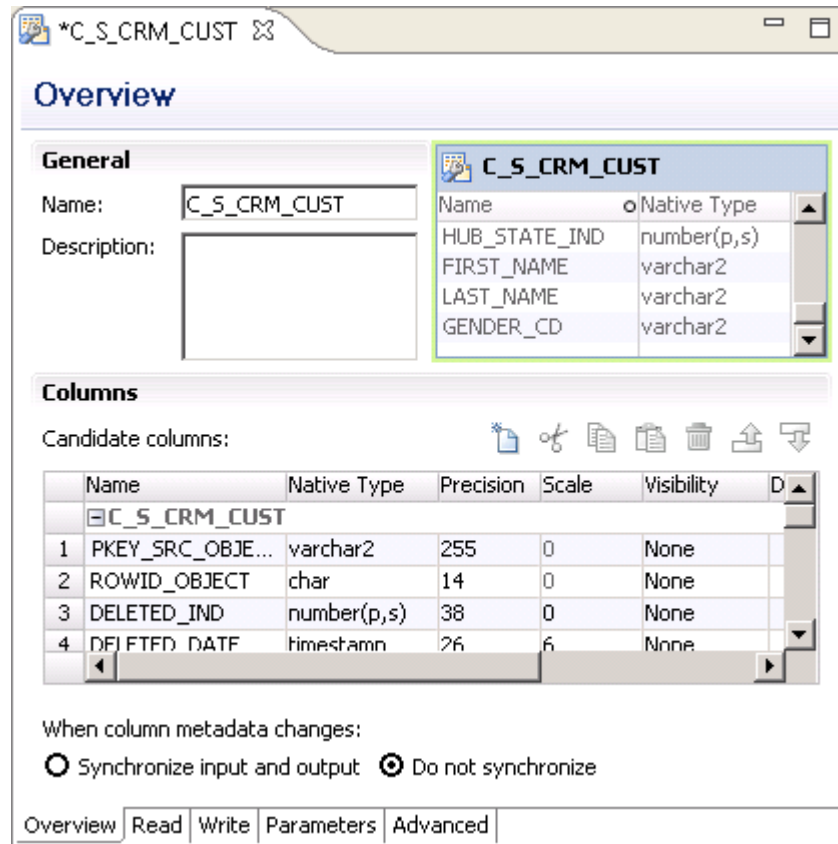 *C_S_CRM_CUST
Overview
General
Name: C_S_CRM_CUST
Description:
C_S_CRM_CUST
Name Native Type
HUB_STATE_IND number(p,s)
FIRST_NAME varchar2
LAST_NAME varchar2
GENDER_CD varchar2
Columns
Candidate columns:
Name Native Type Precision Scale Visibility D
C_S_CRM_CUST
1 PKEY_SRC_OBJE... varchar2 255 0 None
2 ROWID_OBJECT char 14 0 None
3 DELETED_IND number(p,s) 38 0 None
4 DELETED_DATE timestamp 26 6 None
When column metadata changes:
Synchronize input and output Do not synchronize
Overview Read Write Parameters Advanced